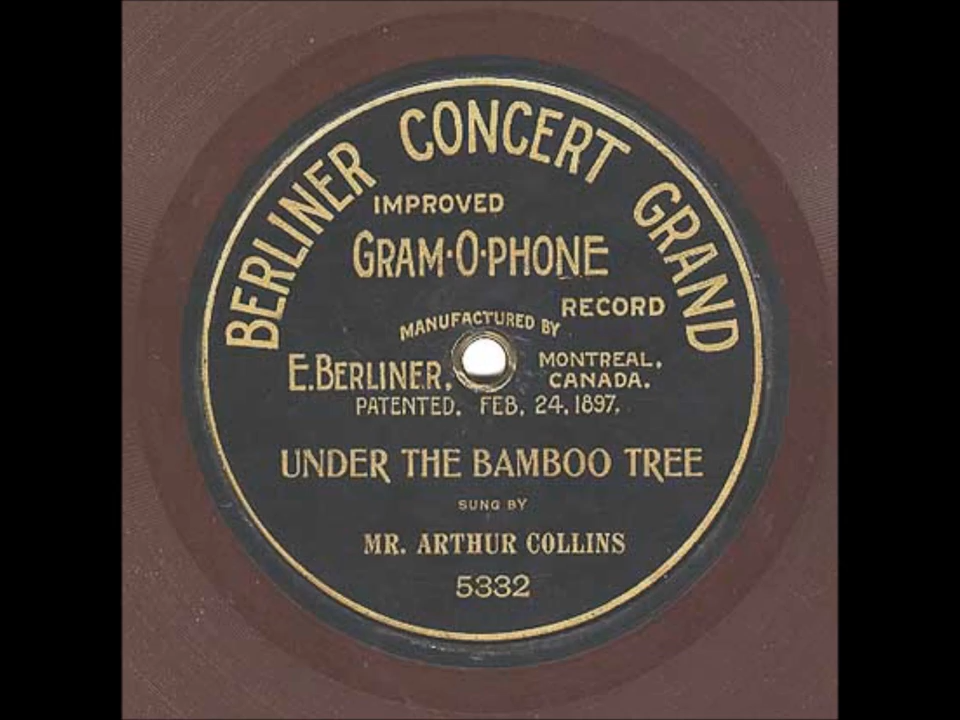 BERLINER CONCERT GRAND
IMPROVED
GRAM·O·PHONE
RECORD
MANUFACTURED BY
E. BERLINER, MONTREAL, CANADA.
PATENTED. FEB. 24. 1897.
UNDER THE BAMBOO TREE
SUNG BY
MR. ARTHUR COLLINS
5332